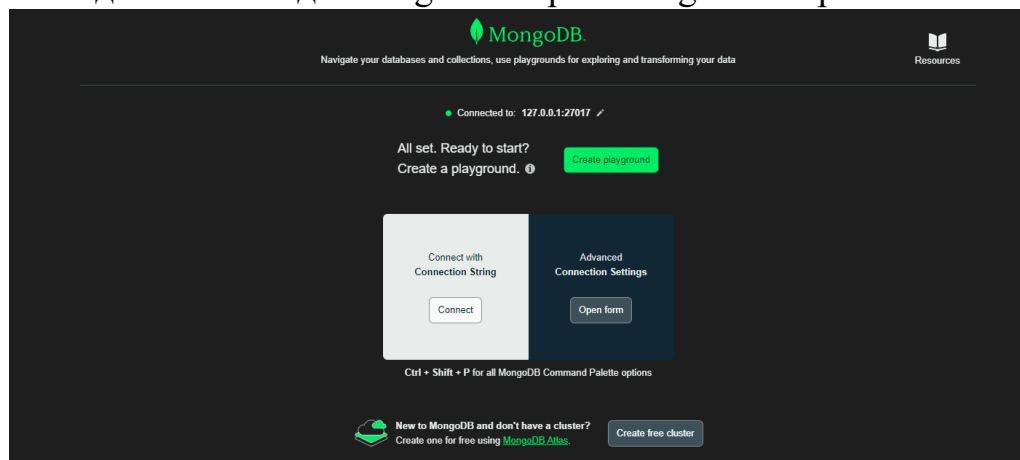 MongoDB.
Navigate your databases and collections, use playgrounds for exploring and transforming your data
Resources
Connected to: 127.0.0.1:27017
All set. Ready to start?
Create a playground.
Create playground
Connect with
Connection String
Connect
Advanced
Connection Settings
Open form
Ctrl + Shift + P for all MongoDB Command Palette options
New to MongoDB and don't have a cluster?
Create one for free using MongoDB Atlas.
Create free cluster